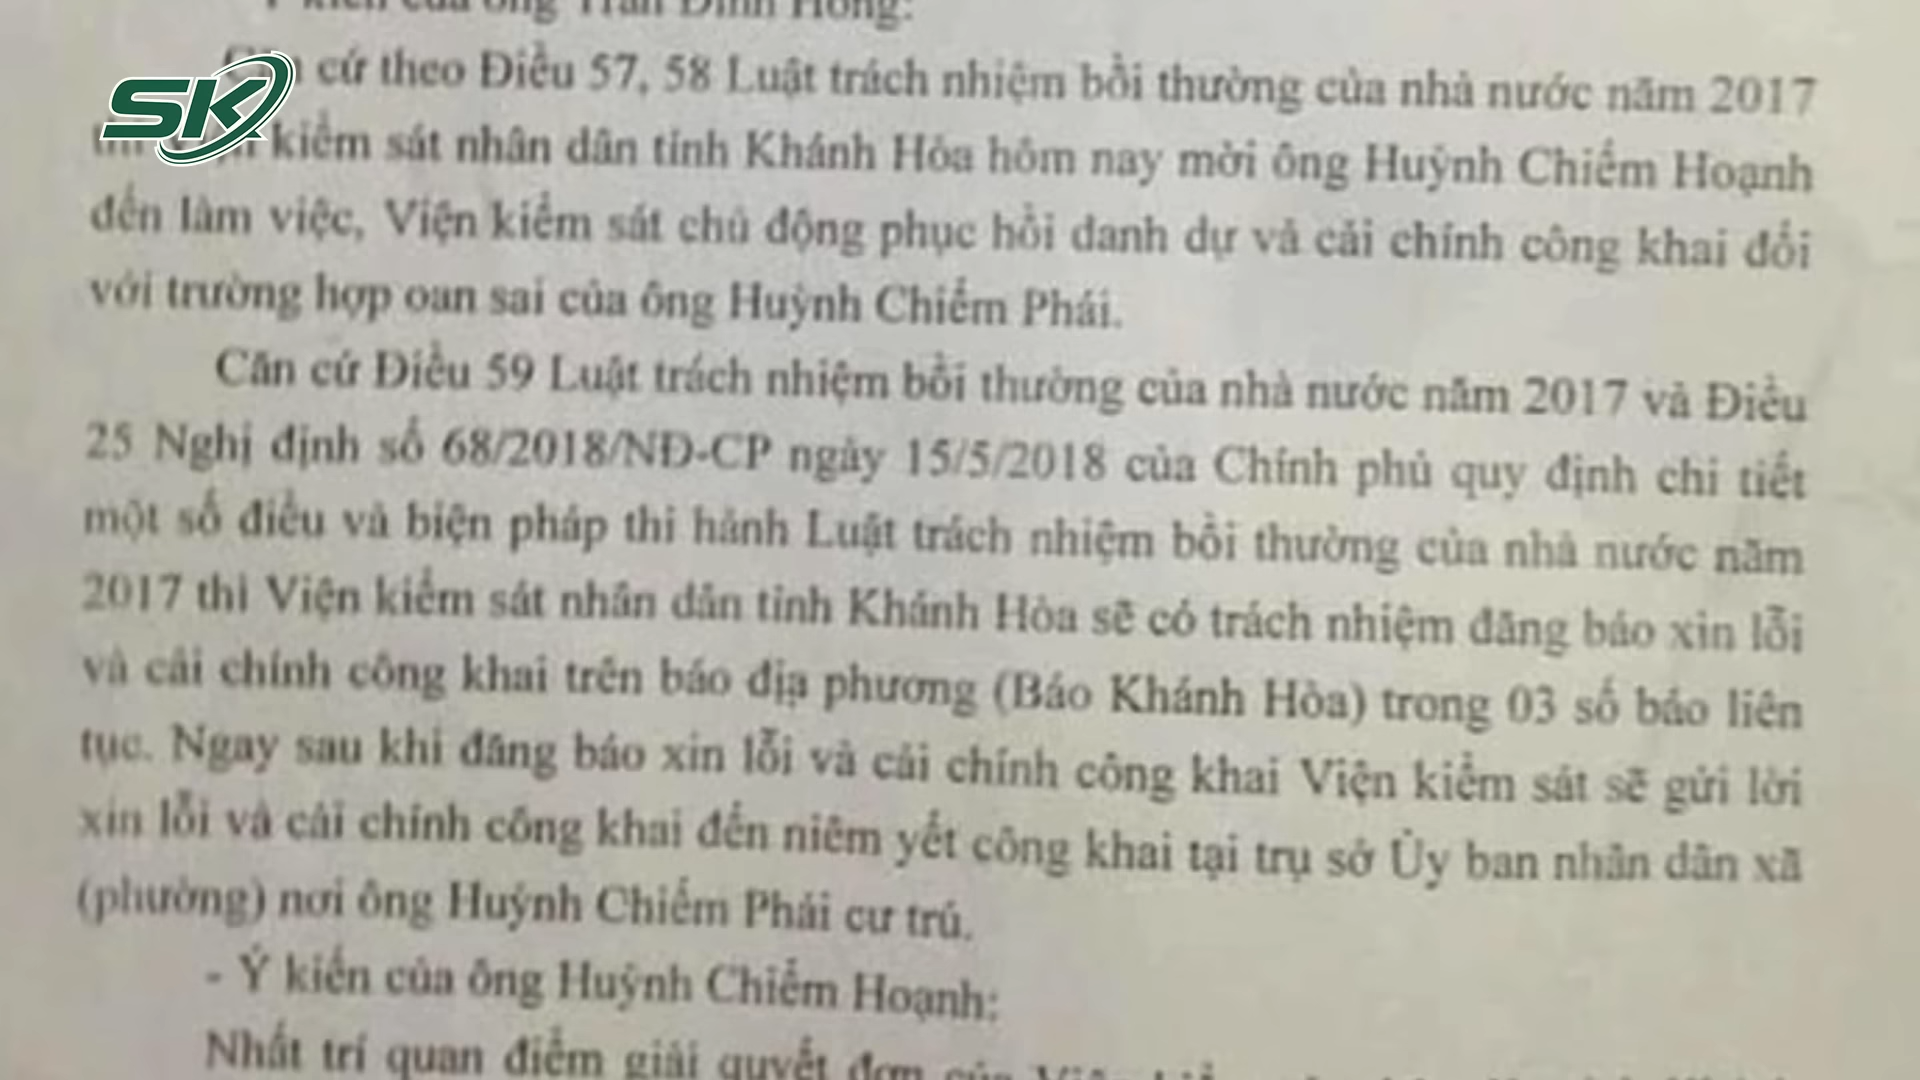 Ý kiến của ông Trần Đình Hồng:
SK
cứ theo Điều 57, 58 Luật trách nhiệm bồi thường của nhà nước năm 2017
kiểm sát nhân dân tỉnh Khánh Hòa hôm nay mời ông Huỳnh Chiếm Hoạnh
đến làm việc, Viện kiểm sát chủ động phục hồi danh dự và cải chính công khai đối
với trường hợp oan sai của ông Huỳnh Chiếm Phái.
Căn cứ Điều 59 Luật trách nhiệm bồi thường của nhà nước năm 2017 và Điều
25 Nghị định số 68/2018/NĐ-CP ngày 15/5/2018 của Chính phủ quy định chi tiết
một số điều và biện pháp thi hành Luật trách nhiệm bồi thường của nhà nước năm
2017 thì Viện kiểm sát nhân dân tỉnh Khánh Hòa sẽ có trách nhiệm đăng báo xin lỗi
và cải chính công khai trên báo địa phương (Báo Khánh Hòa) trong 03 số báo liên
tục. Ngay sau khi đăng báo xin lỗi và cải chính công khai Viện kiểm sát sẽ gửi lời
xin lỗi và cải chính công khai đến niêm yết công khai tại trụ sở Ủy ban nhân dân xã
(phường) nơi ông Huỳnh Chiếm Phái cư trú.
- Ý kiến của ông Huỳnh Chiếm Hoạnh:
Nhất trí quan điểm giải quyết đơn của Viện